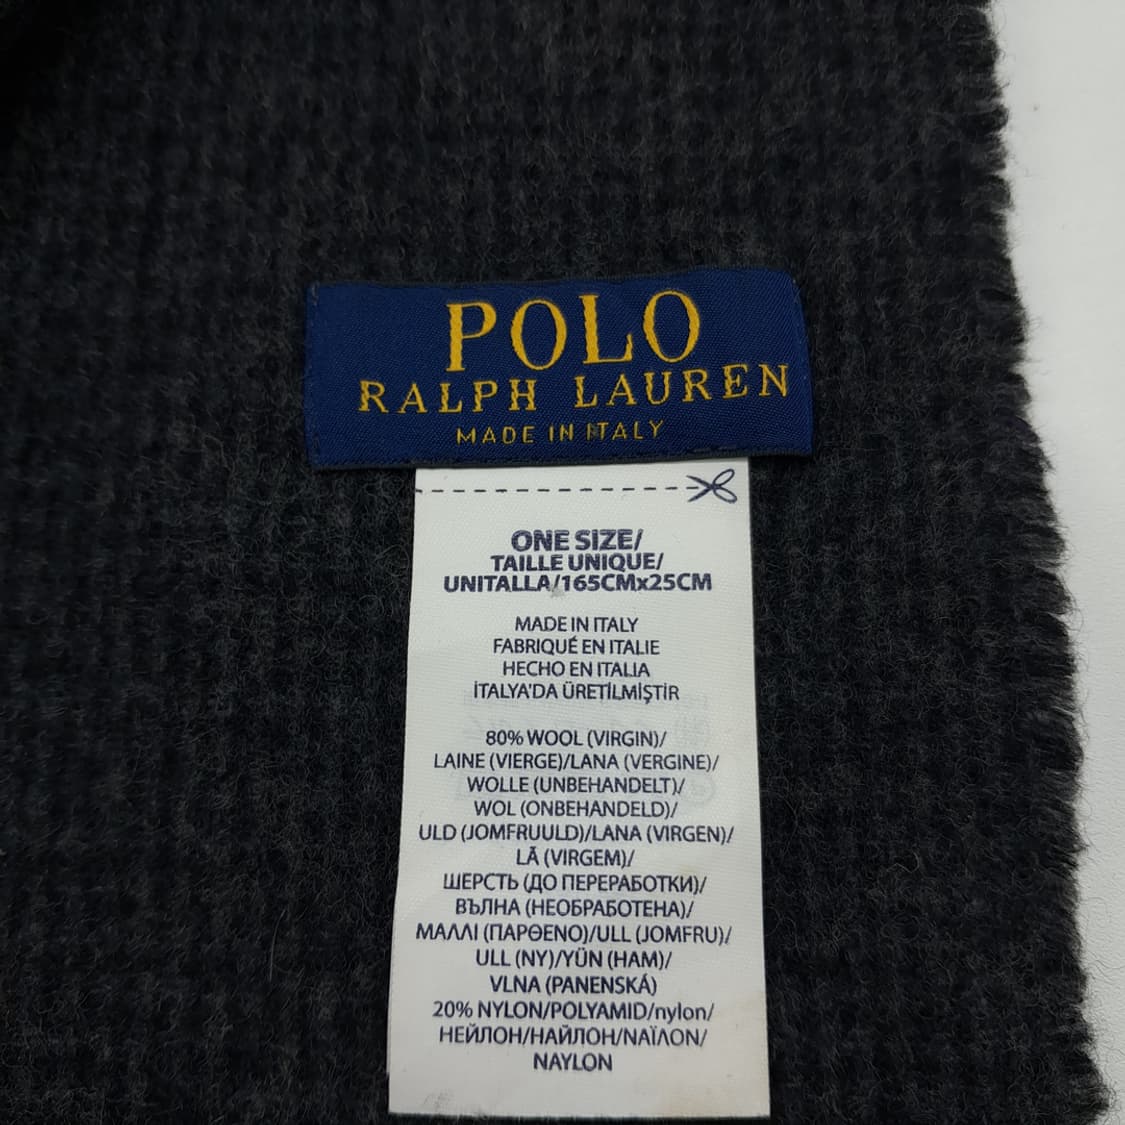 POLO
RALPH LAUREN
MADE IN ITALY
ONE SIZE/
TAILLE UNIQUE/
UNITALLA/165CMx25CM
MADE IN ITALY
FABRIQUÉ EN ITALIE
HECHO EN ITALIA
İTALYA'DA ÜRETİLMİŞTİR
80% WOOL (VIRGIN)/
LAINE (VIERGE)/LANA (VERGINE)/
WOLLE (UNBEHANDELT)/
WOL (ONBEHANDELD)/
ULD (JOMFRUULD)/LANA (VIRGEN)/
LÃ (VIRGEM)/
ШЕРСТЬ (ДО ПЕРЕРАБОТКИ)/
ВЪЛНА (НЕОБРАБОТЕНА)/
ΜΑΛΛΙ (ΠΑΡΘΕΝΟ)/ULL (JOMFRU)/
ULL (NY)/YÜN (HAM)/
VLNA (PANENSKÁ)
20% NYLON/POLYAMID/nylon/
НЕЙЛОН/НАЙЛОН/ΝΑΪΛΟΝ/
NAYLON